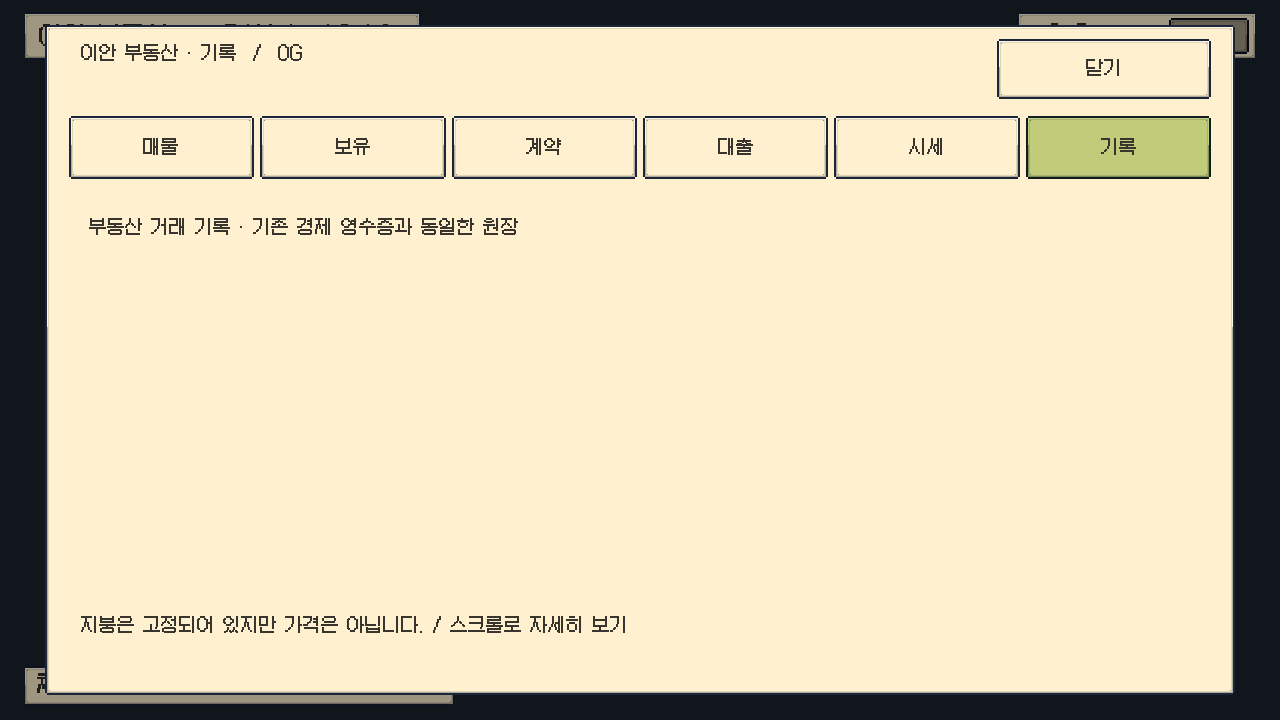 이안 부동산 · 기록 / 0G
닫기
매물 보유 계약 대출 시세 기록
부동산 거래 기록 · 기존 경제 영수증과 동일한 원장
지붕은 고정되어 있지만 가격은 아닙니다. / 스크롤로 자세히 보기